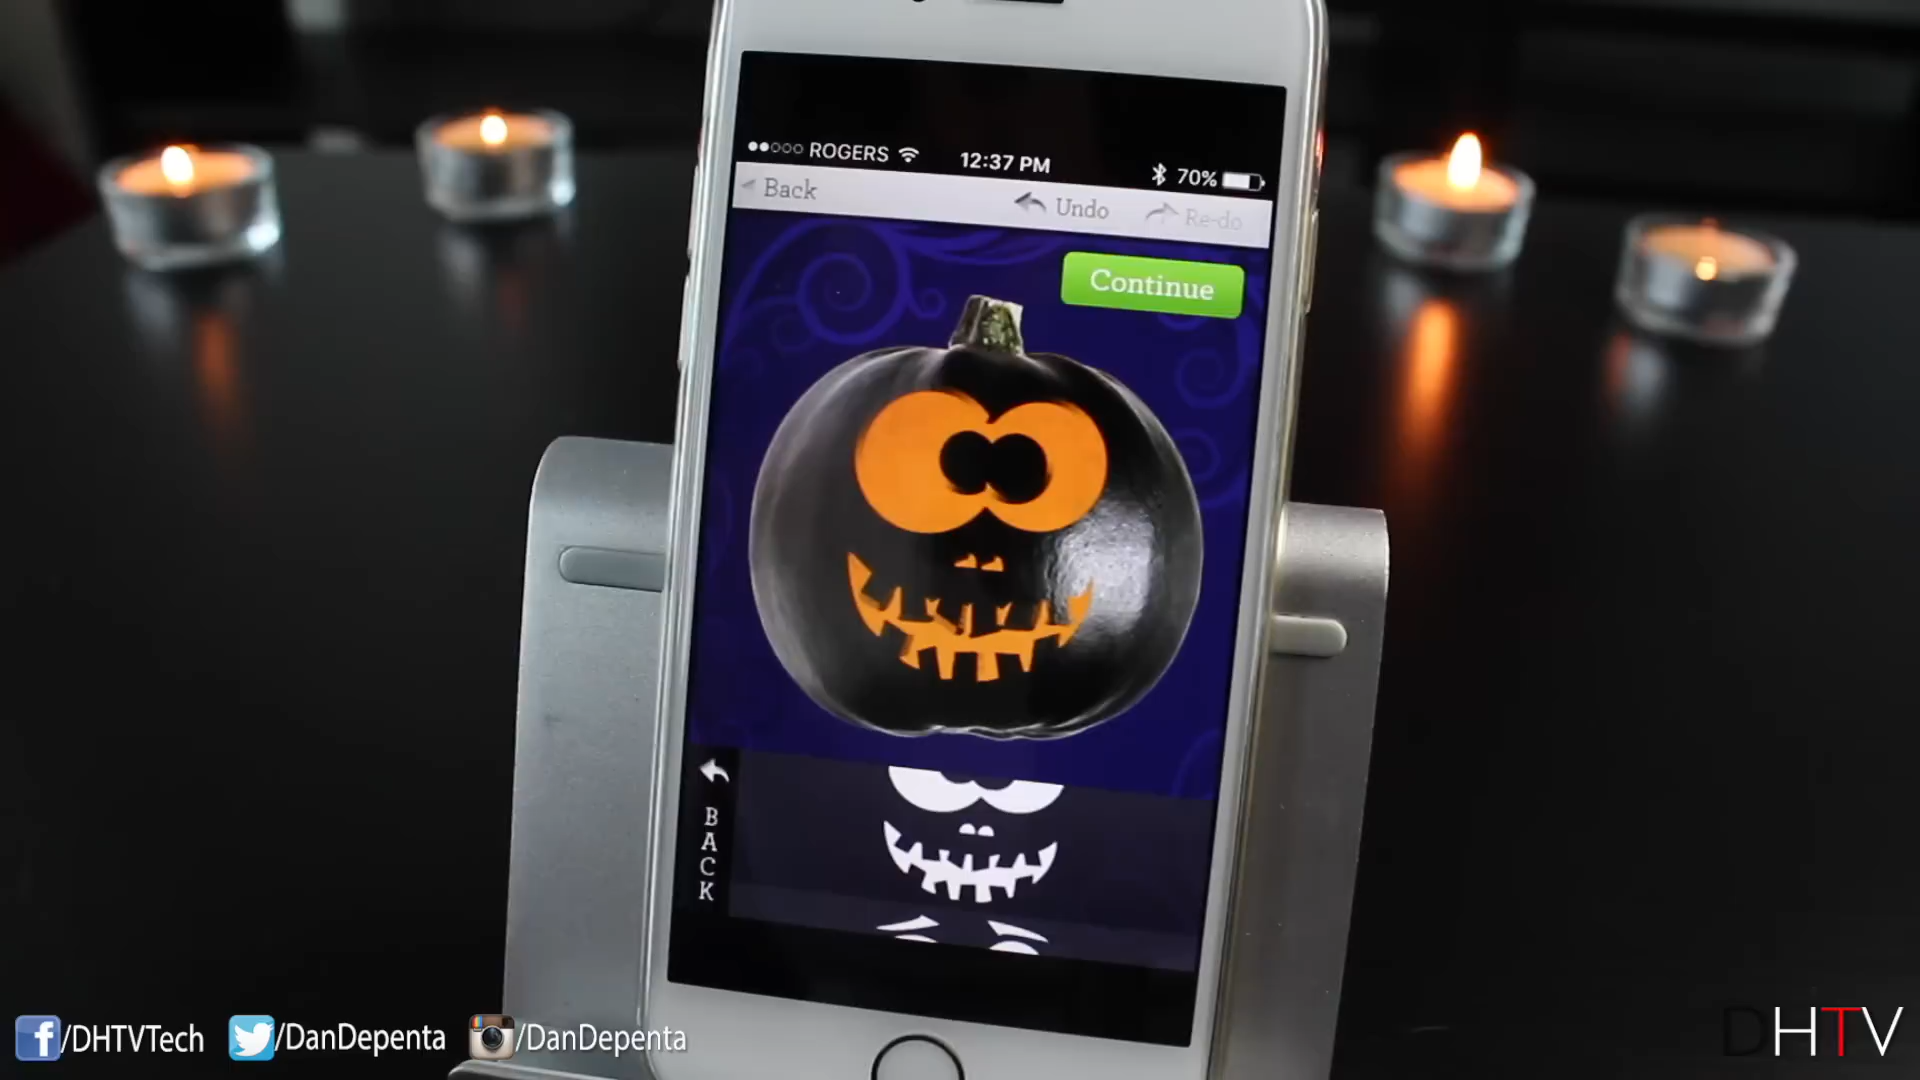 ROGERS 12:37 PM 70%
Back Undo Re-do
Continue
BACK
/DHTVTech /DanDepenta /DanDepenta
DHTV